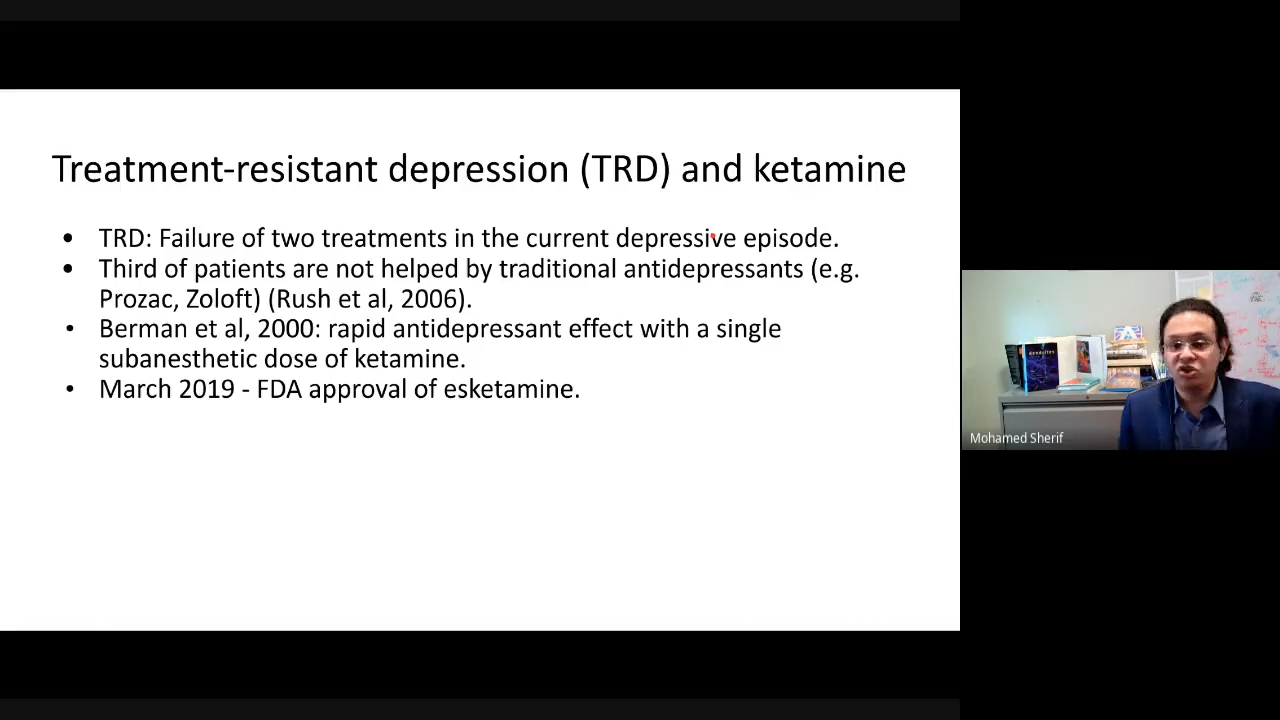 Treatment-resistant depression (TRD) and ketamine
• TRD: Failure of two treatments in the current depressive episode.
• Third of patients are not helped by traditional antidepressants (e.g.
Prozac, Zoloft) (Rush et al, 2006).
• Berman et al, 2000: rapid antidepressant effect with a single
subanesthetic dose of ketamine.
• March 2019 - FDA approval of esketamine.
dendrites
Mohamed Sherif